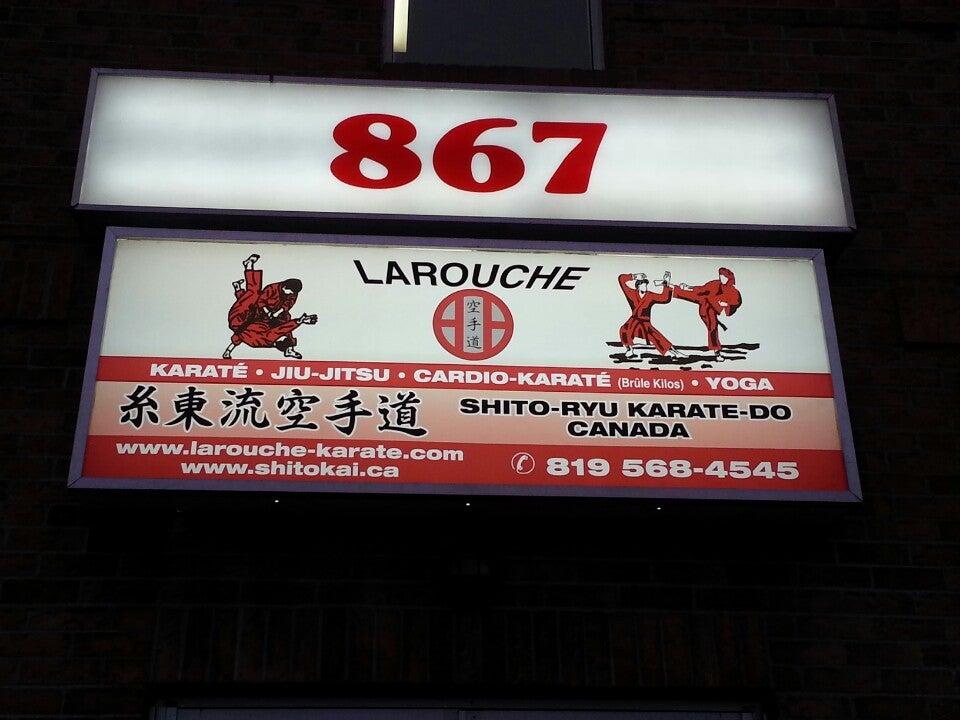 867
LAROUCHE
空
手
道
KARATÉ • JIU-JITSU • CARDIO-KARATÉ (Brûle Kilos) • YOGA
糸東流空手道
SHITO-RYU KARATE-DO
CANADA
www.larouche-karate.com
www.shitokai.ca
✆ 819 568-4545